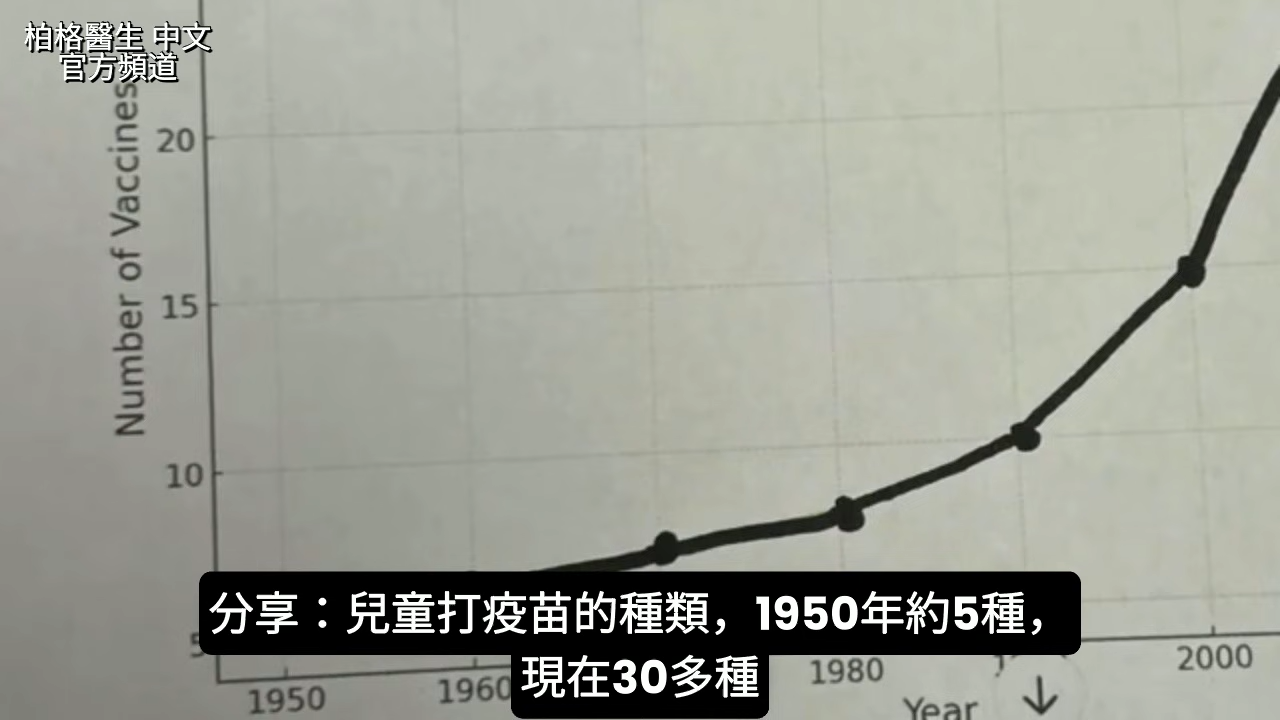 柏格醫生 中文
官方頻道
Number of Vaccines
20
15
10
5
分享：兒童打疫苗的種類，1950年約5種，
現在30多種
1950
1960
1980
2000
Year